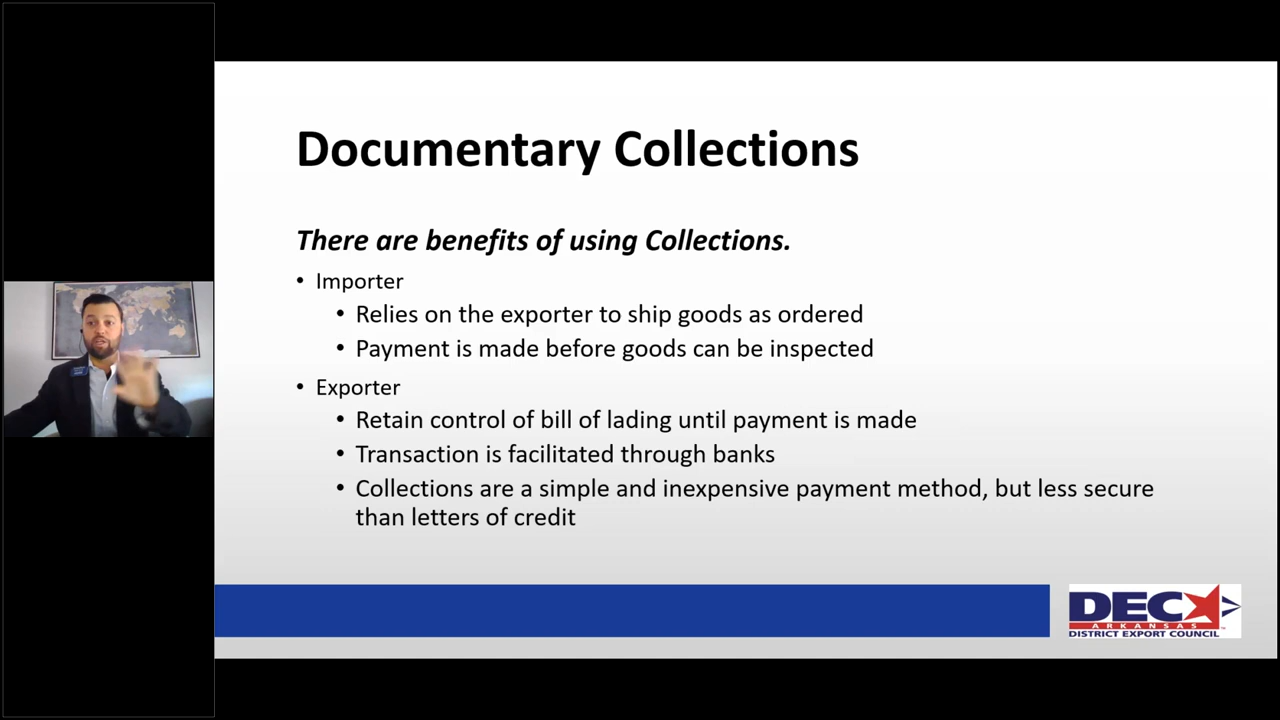 Documentary Collections
There are benefits of using Collections.
• Importer
• Relies on the exporter to ship goods as ordered
• Payment is made before goods can be inspected
• Exporter
• Retain control of bill of lading until payment is made
• Transaction is facilitated through banks
• Collections are a simple and inexpensive payment method, but less secure
than letters of credit
DEC
ARKANSAS
DISTRICT EXPORT COUNCIL